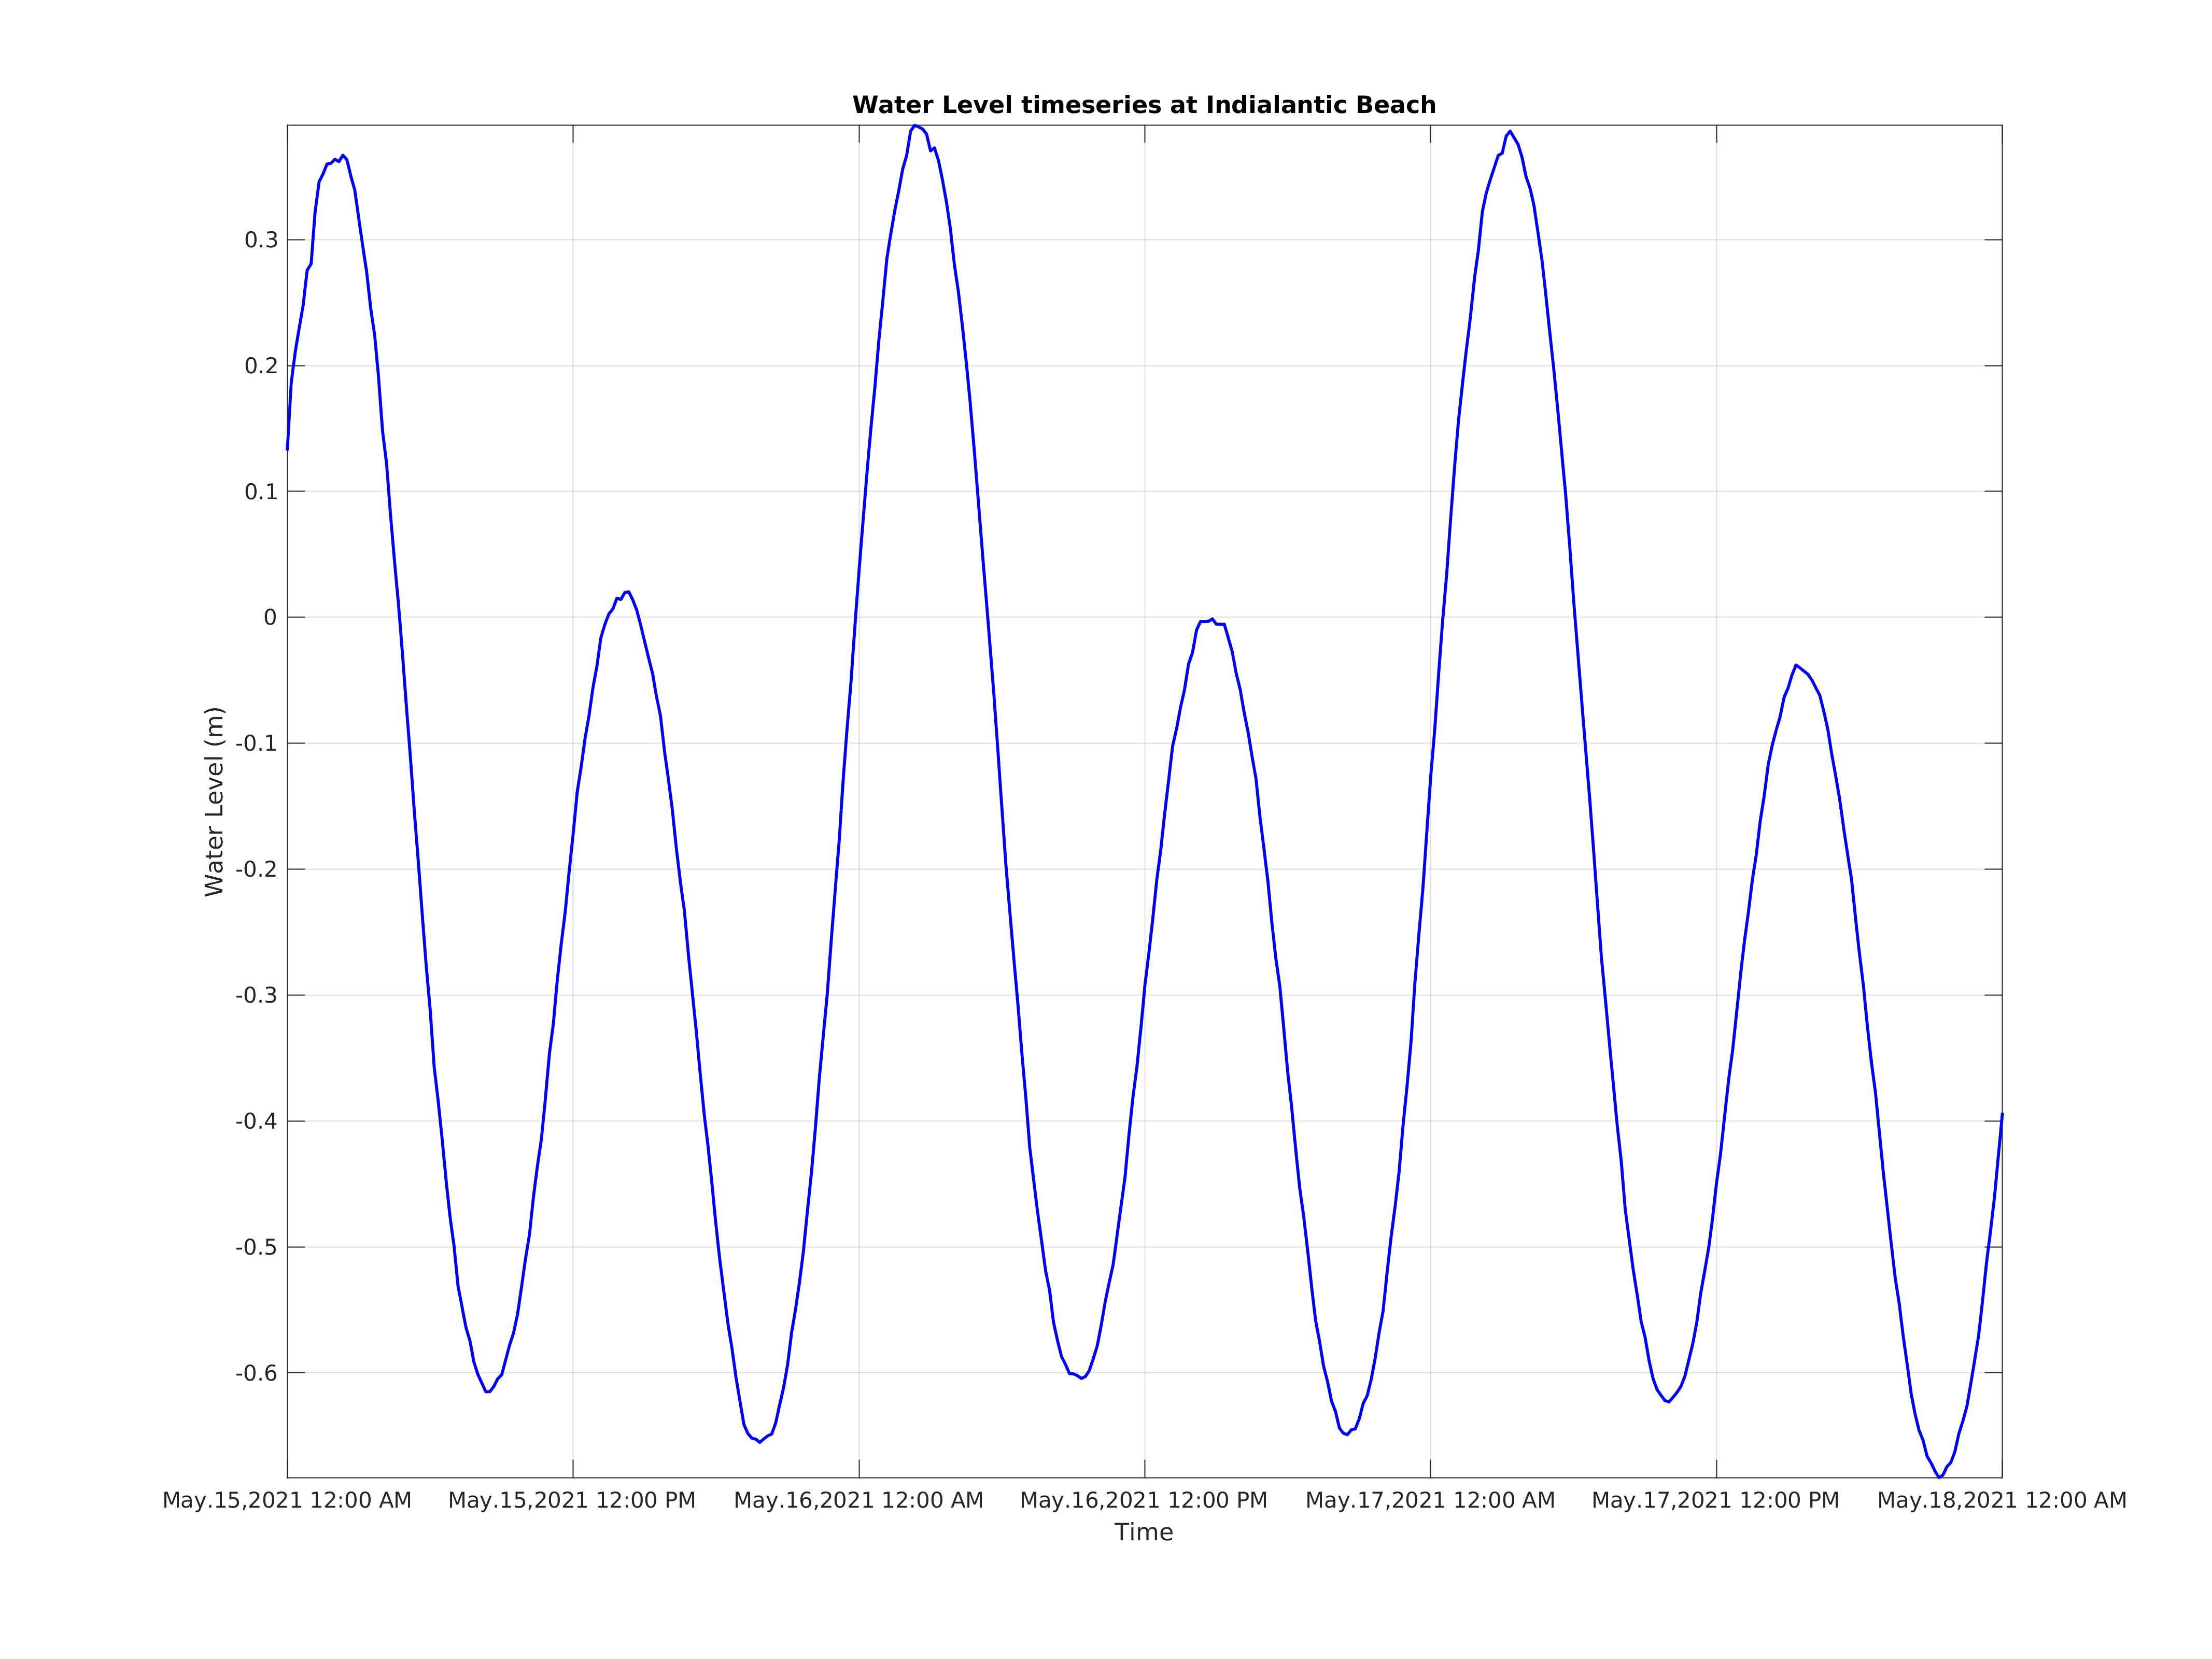 Water Level timeseries at Indialantic Beach
0.3
0.2
0.1
0
-0.1
-0.2
-0.3
-0.4
-0.5
-0.6
Water Level (m)
May.15,2021 12:00 AM May.15,2021 12:00 PM May.16,2021 12:00 AM May.16,2021 12:00 PM May.17,2021 12:00 AM May.17,2021 12:00 PM May.18,2021 12:00 AM
Time